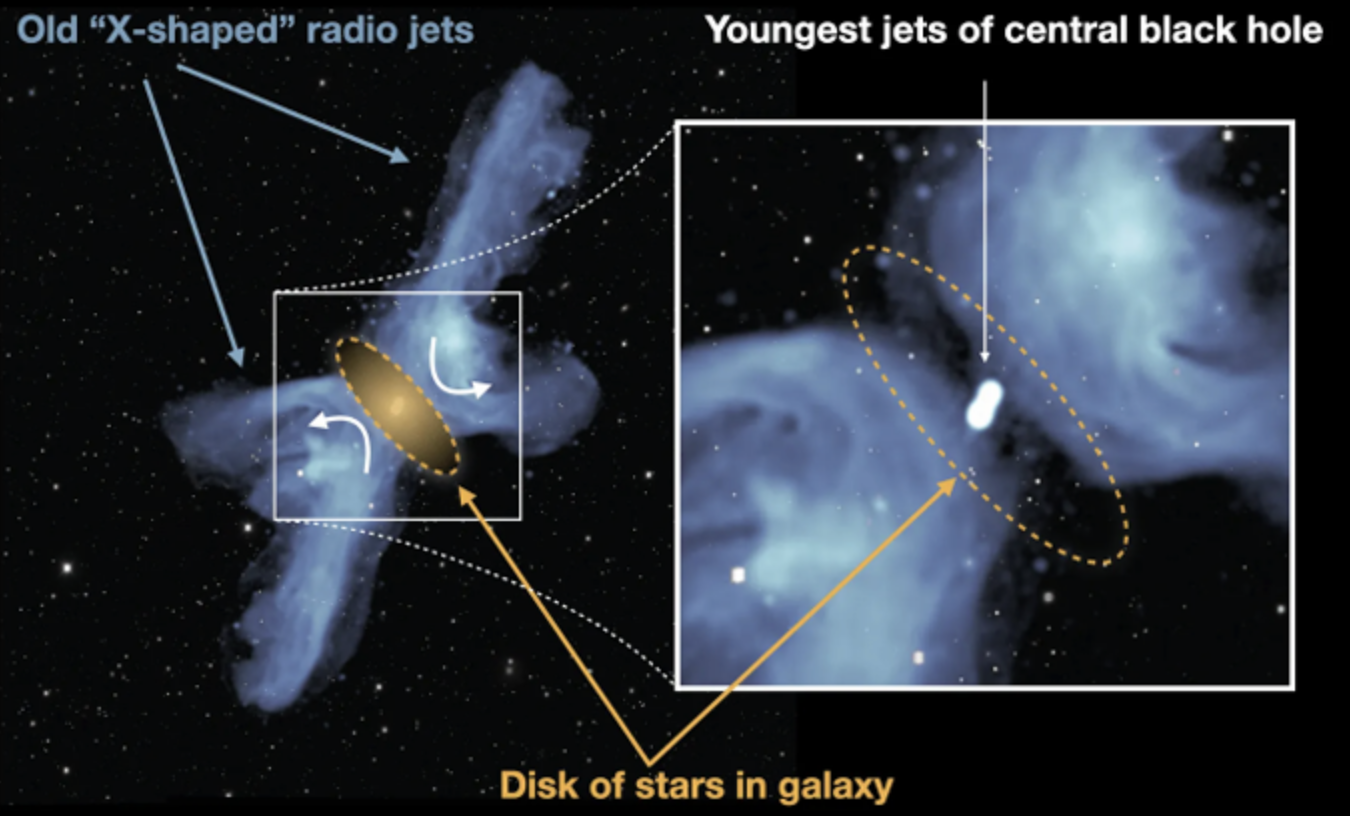 Old “X-shaped” radio jets
Youngest jets of central black hole
Disk of stars in galaxy